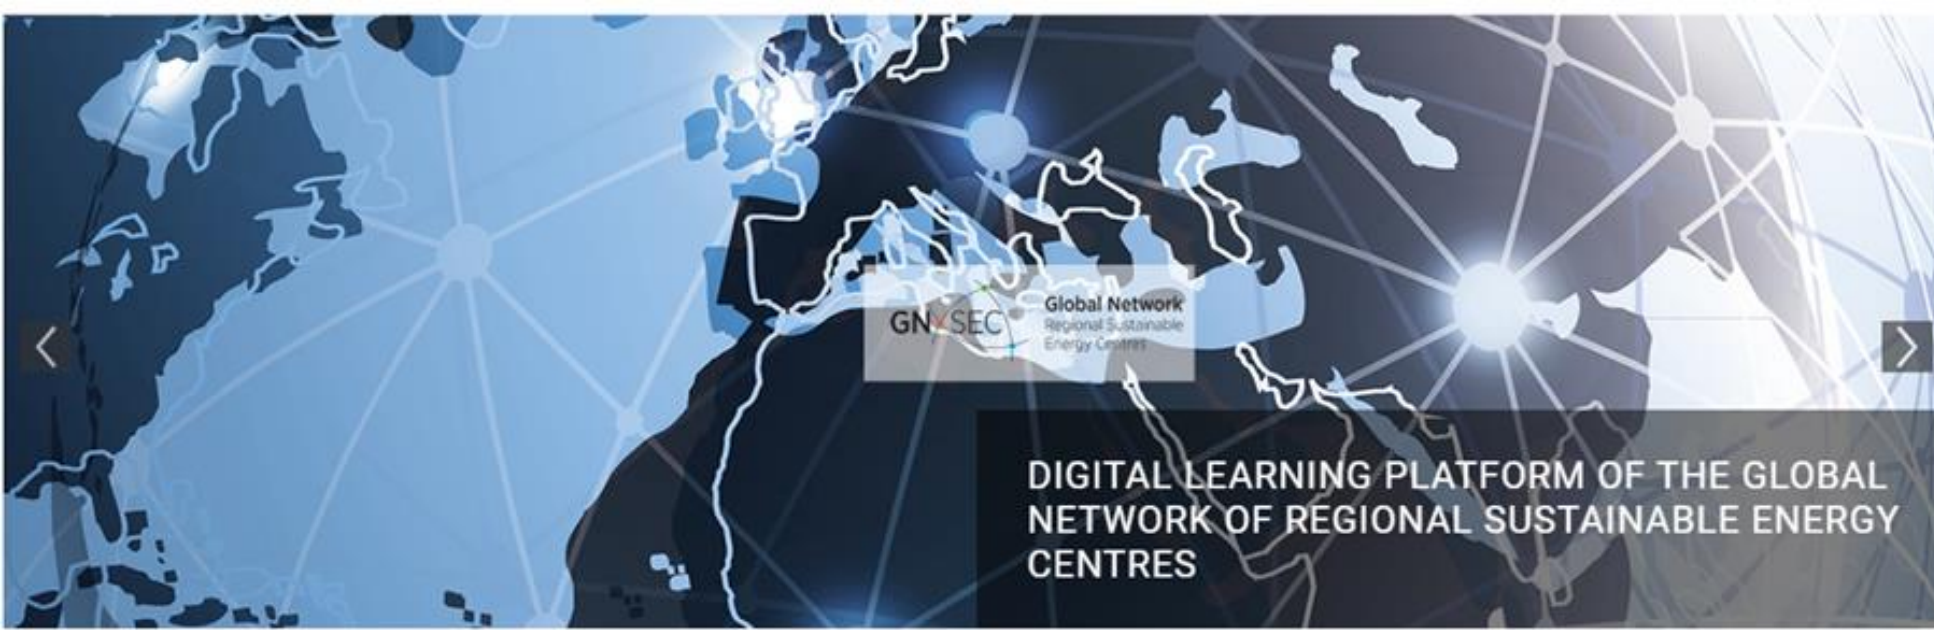 GN SEC
Global Network
Regional Sustainable
Energy Centres
DIGITAL LEARNING PLATFORM OF THE GLOBAL
NETWORK OF REGIONAL SUSTAINABLE ENERGY
CENTRES